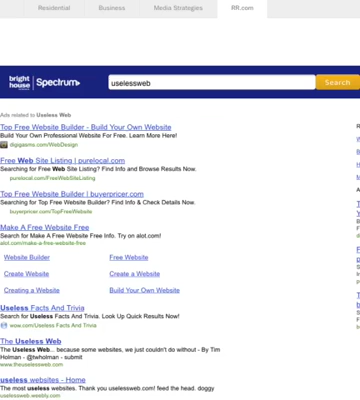 Residential Business Media Strategies RR.com
bright house Spectrum uselessweb Search
Ads related to Useless Web
Top Free Website Builder - Build Your Own Website
Build Your Own Professional Website For Free. Learn More Here!
digigasms.com/WebDesign
Free Web Site Listing | purelocal.com
Searching for Free Web Site Listing? Find Info and Browse Results Now.
purelocal.com/FreeWebSiteListing
Top Free Website Builder | buyerpricer.com
Searching for Top Free Website Builder? Find Info & Check Details Now.
buyerpricer.com/TopFreeWebsite
Make A Free Website Free
Search for Make A Free Website Free Info. Try on alot.com!
alot.com/make-a-free-website-free
Website Builder Free Website
Create Website Create a Website
Creating a Website Build Your Own Website
Useless Facts And Trivia
Search for Useless Facts And Trivia. Look Up Quick Results Now!
wow.com/Useless Facts And Trivia
The Useless Web
The Useless Web... because some websites, we just couldn't do without - By Tim
Holman - @twholman - submit
www.theuselessweb.com
useless websites - Home
The most useless websites. Thank you uselessweb.com! feed the head. doggy
uselessweb.weebly.com